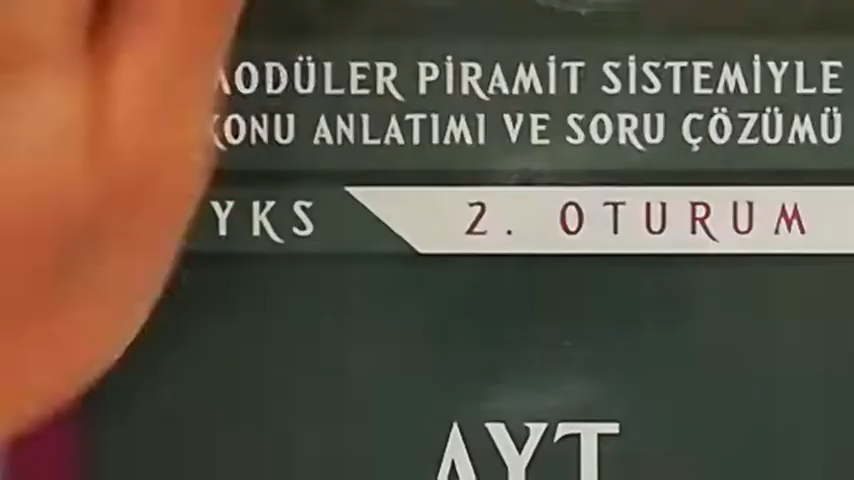 MODÜLER PİRAMİT SİSTEMİYLE
KONU ANLATIMI VE SORU ÇÖZÜMÜ
YKS 2. OTURUM
AYT